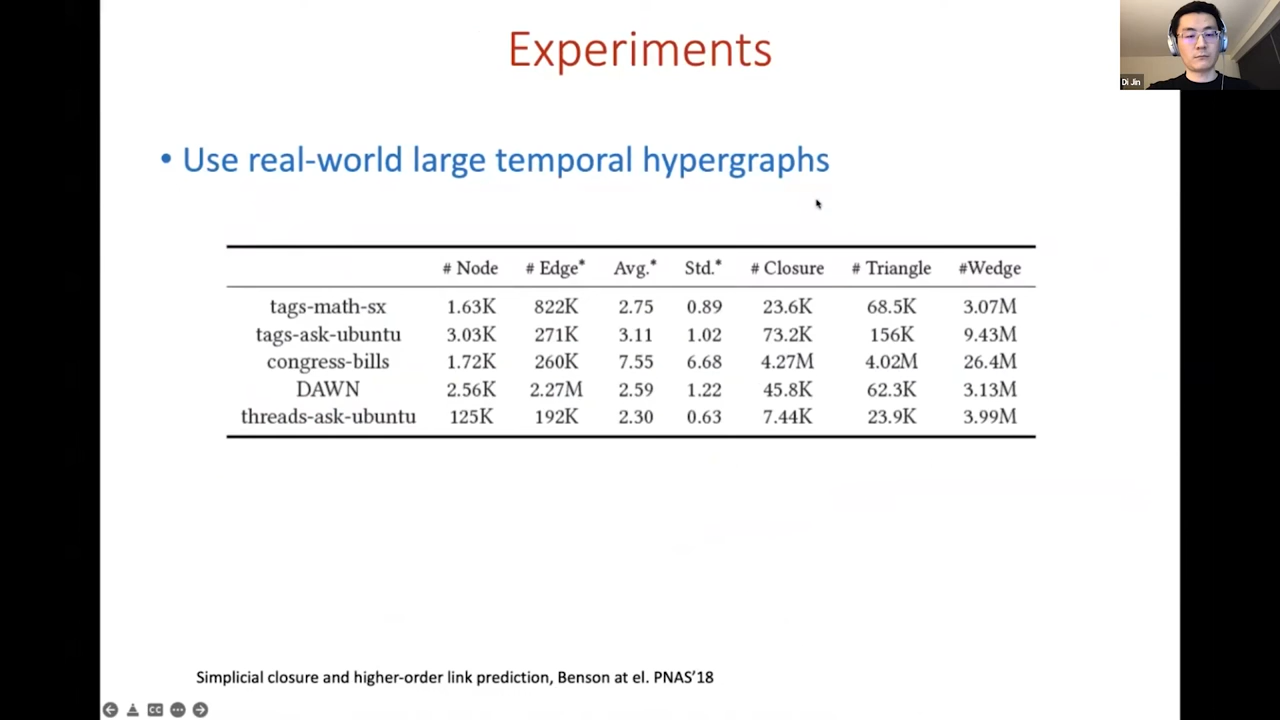 Experiments
Di Jin
• Use real-world large temporal hypergraphs
# Node # Edge* Avg.* Std.* # Closure # Triangle #Wedge
tags-math-sx 1.63K 822K 2.75 0.89 23.6K 68.5K 3.07M
tags-ask-ubuntu 3.03K 271K 3.11 1.02 73.2K 156K 9.43M
congress-bills 1.72K 260K 7.55 6.68 4.27M 4.02M 26.4M
DAWN 2.56K 2.27M 2.59 1.22 45.8K 62.3K 3.13M
threads-ask-ubuntu 125K 192K 2.30 0.63 7.44K 23.9K 3.99M
Simplicial closure and higher-order link prediction, Benson at el. PNAS'18
CC